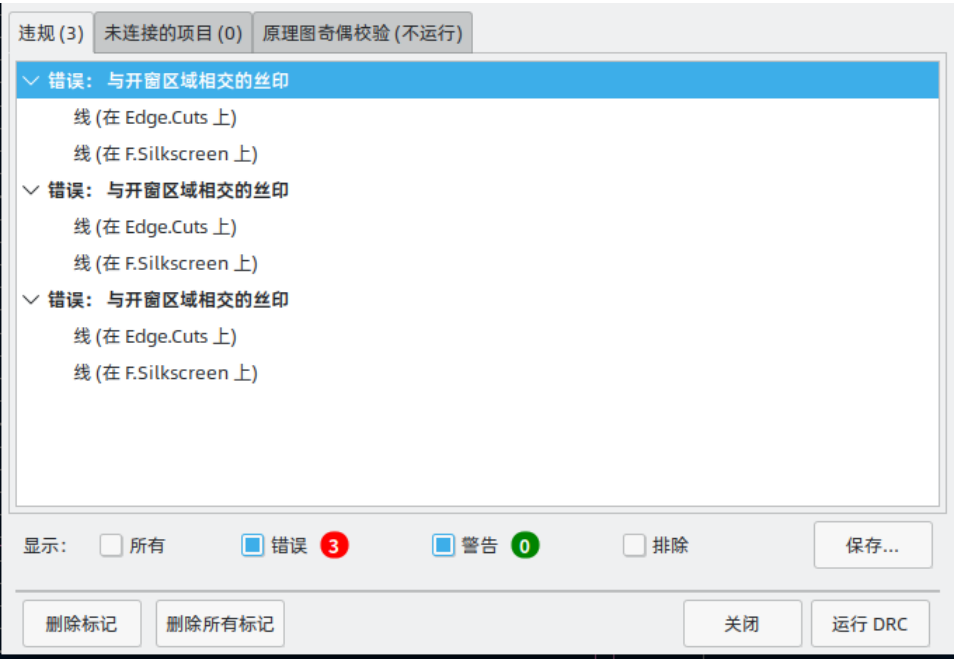 违规 (3) 未连接的项目 (0) 原理图奇偶校验 (不运行)
错误: 与开窗区域相交的丝印
线 (在 Edge.Cuts 上)
线 (在 F.Silkscreen 上)
错误: 与开窗区域相交的丝印
线 (在 Edge.Cuts 上)
线 (在 F.Silkscreen 上)
错误: 与开窗区域相交的丝印
线 (在 Edge.Cuts 上)
线 (在 F.Silkscreen 上)
显示: 所有 错误 3 警告 0 排除 保存...
删除标记 删除所有标记 关闭 运行 DRC